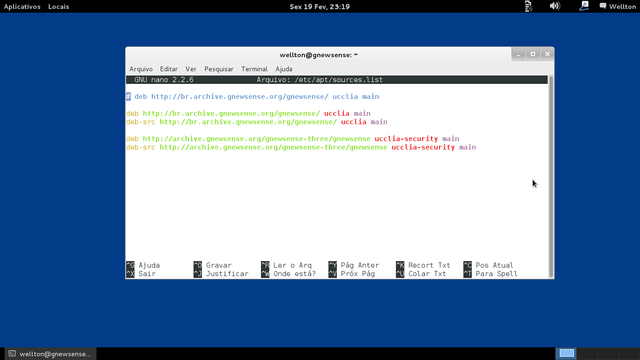 Aplicativos Locais Sex 19 Fev, 23:19 Wellton
wellton@gnewsense: ~
Arquivo Editar Ver Pesquisar Terminal Ajuda
GNU nano 2.2.6 Arquivo: /etc/apt/sources.list
# deb http://br.archive.gnewsense.org/gnewsense/ ucclia main
deb http://br.archive.gnewsense.org/gnewsense/ ucclia main
deb-src http://br.archive.gnewsense.org/gnewsense/ ucclia main
deb http://archive.gnewsense.org/gnewsense-three/gnewsense ucclia-security main
deb-src http://archive.gnewsense.org/gnewsense-three/gnewsense ucclia-security main
^G Ajuda ^O Gravar ^R Ler o Arq ^Y Pág Anter ^K Recort Txt ^C Pos Atual
^X Sair ^J Justificar ^W Onde está? ^V Próx Pág ^U Colar Txt ^T Para Spell
wellton@gnewsense...